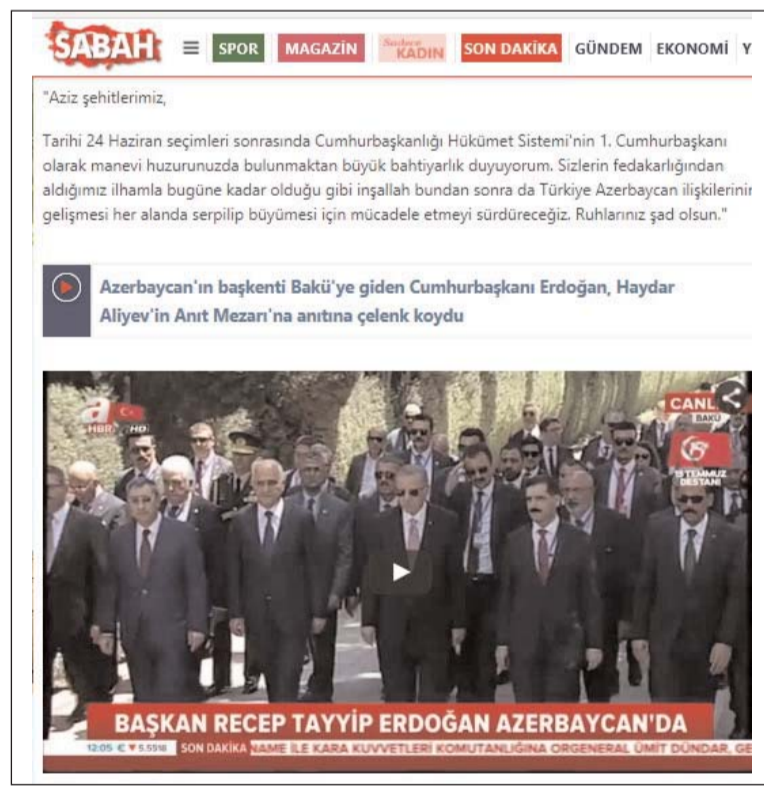 SABAH SPOR MAGAZİN Sadece KADIN SON DAKİKA GÜNDEM EKONOMİ Y
"Aziz şehitlerimiz,
Tarihi 24 Haziran seçimleri sonrasında Cumhurbaşkanlığı Hükümet Sistemi'nin 1. Cumhurbaşkanı
olarak manevi huzurunuzda bulunmaktan büyük bahtiyarlık duyuyorum. Sizlerin fedakarlığından
aldığımız ilhamla bugüne kadar olduğu gibi inşallah bundan sonra da Türkiye Azerbaycan ilişkilerinin
gelişmesi her alanda serpilip büyümesi için mücadele etmeyi sürdüreceğiz. Ruhlarınız şad olsun."
Azerbaycan'ın başkenti Bakü'ye giden Cumhurbaşkanı Erdoğan, Haydar
Aliyev'in Anıt Mezarı'na anıtına çelenk koydu
a
HBR HD
CANL
BAKÜ
15 TEMMUZ
DESTANI
BAŞKAN RECEP TAYYİP ERDOĞAN AZERBAYCAN'DA
12:05 € ▼ 5.5518 SON DAKİKA NAME İLE KARA KUVVETLERİ KOMUTANLIĞINA ORGENERAL ÜMİT DÜNDAR, GE